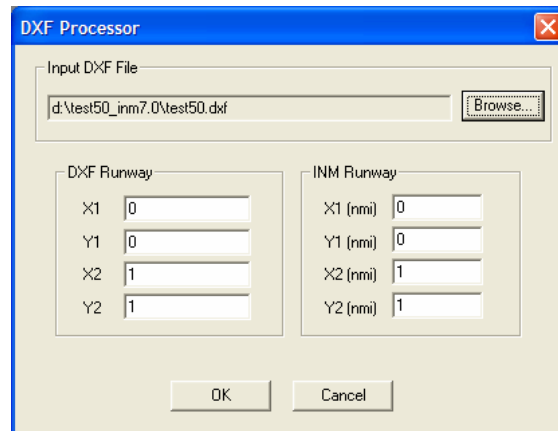 DXF Processor
Input DXF File
d:\test50_inm7.0\test50.dxf
Browse...
DXF Runway
X1 0
Y1 0
X2 1
Y2 1
INM Runway
X1 (nmi) 0
Y1 (nmi) 0
X2 (nmi) 1
Y2 (nmi) 1
OK
Cancel